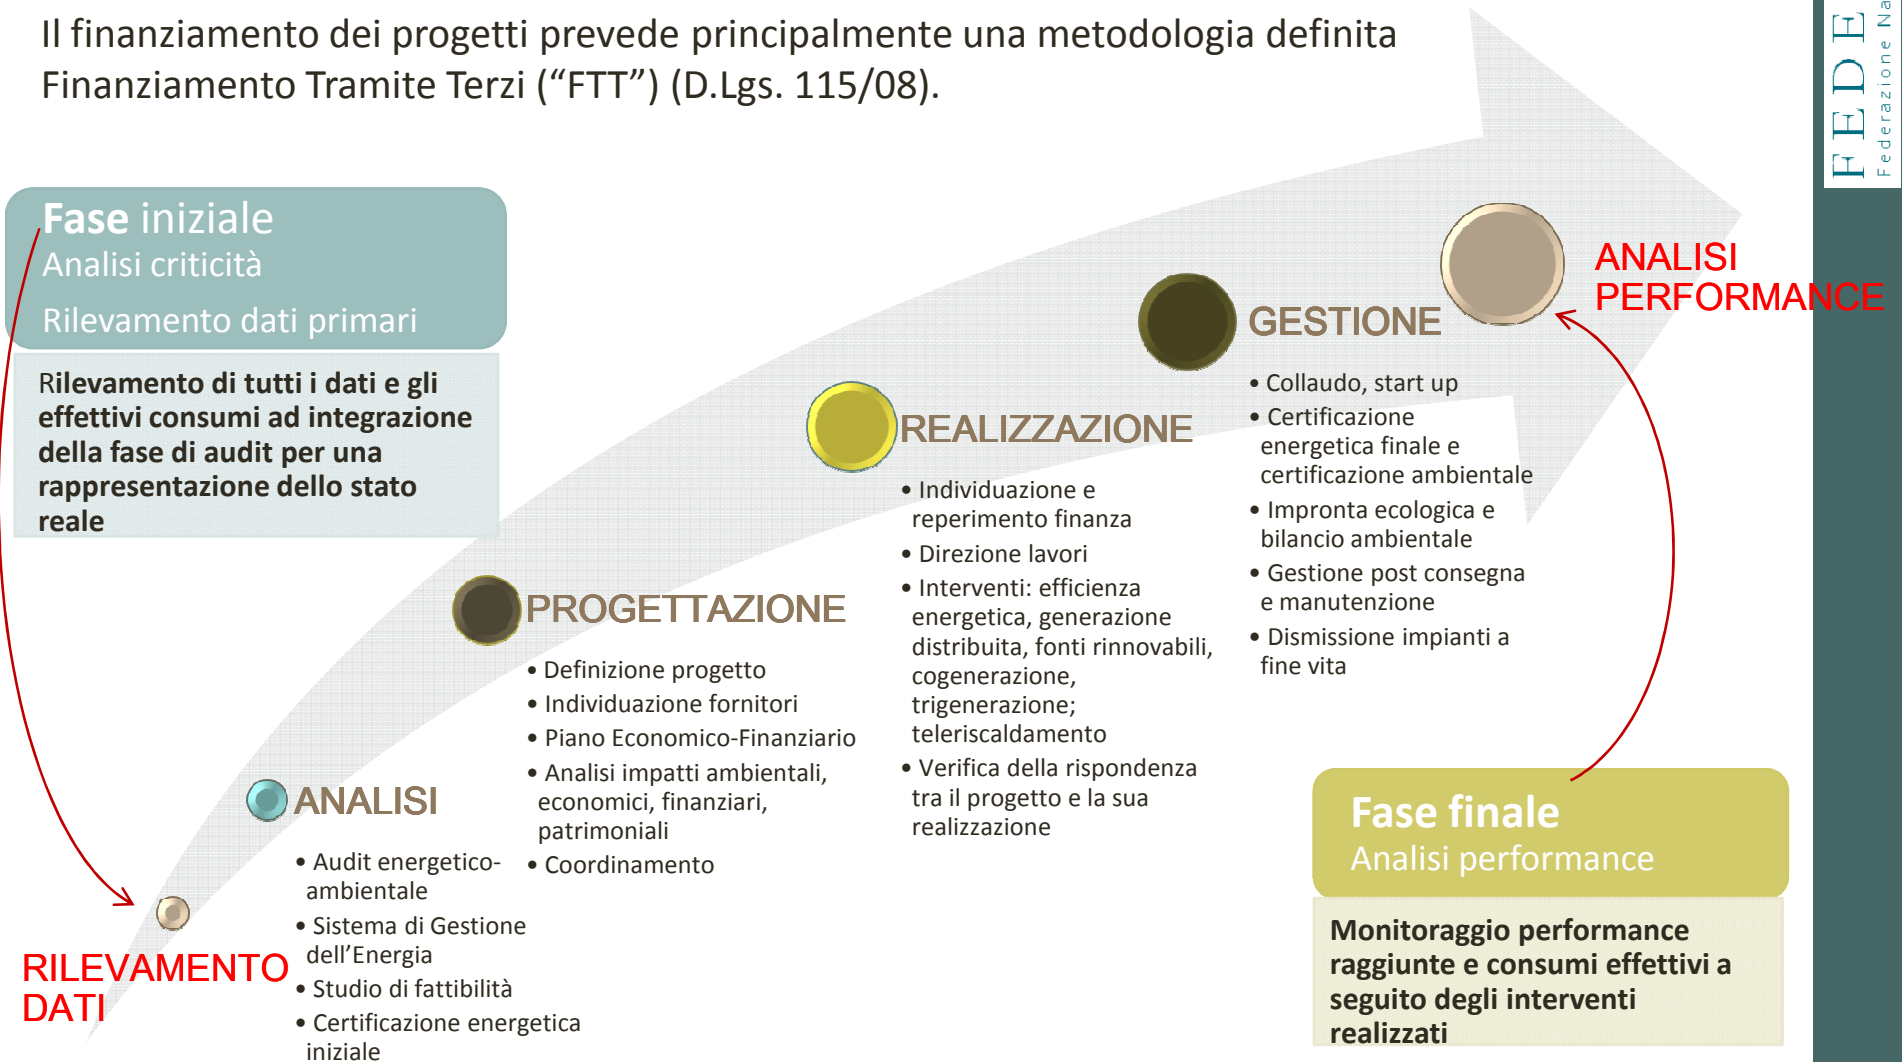 Il finanziamento dei progetti prevede principalmente una metodologia definita
Finanziamento Tramite Terzi (“FTT”) (D.Lgs. 115/08).
Fase iniziale
Analisi criticità
Rilevamento dati primari
Rilevamento di tutti i dati e gli
effettivi consumi ad integrazione
della fase di audit per una
rappresentazione dello stato
reale
RILEVAMENTO
DATI
ANALISI
• Audit energetico-
ambientale
• Sistema di Gestione
dell’Energia
• Studio di fattibilità
• Certificazione energetica
iniziale
PROGETTAZIONE
• Definizione progetto
• Individuazione fornitori
• Piano Economico-Finanziario
• Analisi impatti ambientali,
economici, finanziari,
patrimoniali
• Coordinamento
REALIZZAZIONE
• Individuazione e
reperimento finanza
• Direzione lavori
• Interventi: efficienza
energetica, generazione
distribuita, fonti rinnovabili,
cogenerazione,
trigenerazione;
teleriscaldamento
• Verifica della rispondenza
tra il progetto e la sua
realizzazione
GESTIONE
• Collaudo, start up
• Certificazione
energetica finale e
certificazione ambientale
• Impronta ecologica e
bilancio ambientale
• Gestione post consegna
e manutenzione
• Dismissione impianti a
fine vita
ANALISI
PERFORMANCE
Fase finale
Analisi performance
Monitoraggio performance
raggiunte e consumi effettivi a
seguito degli interventi
realizzati
FEDE
Federazione Na